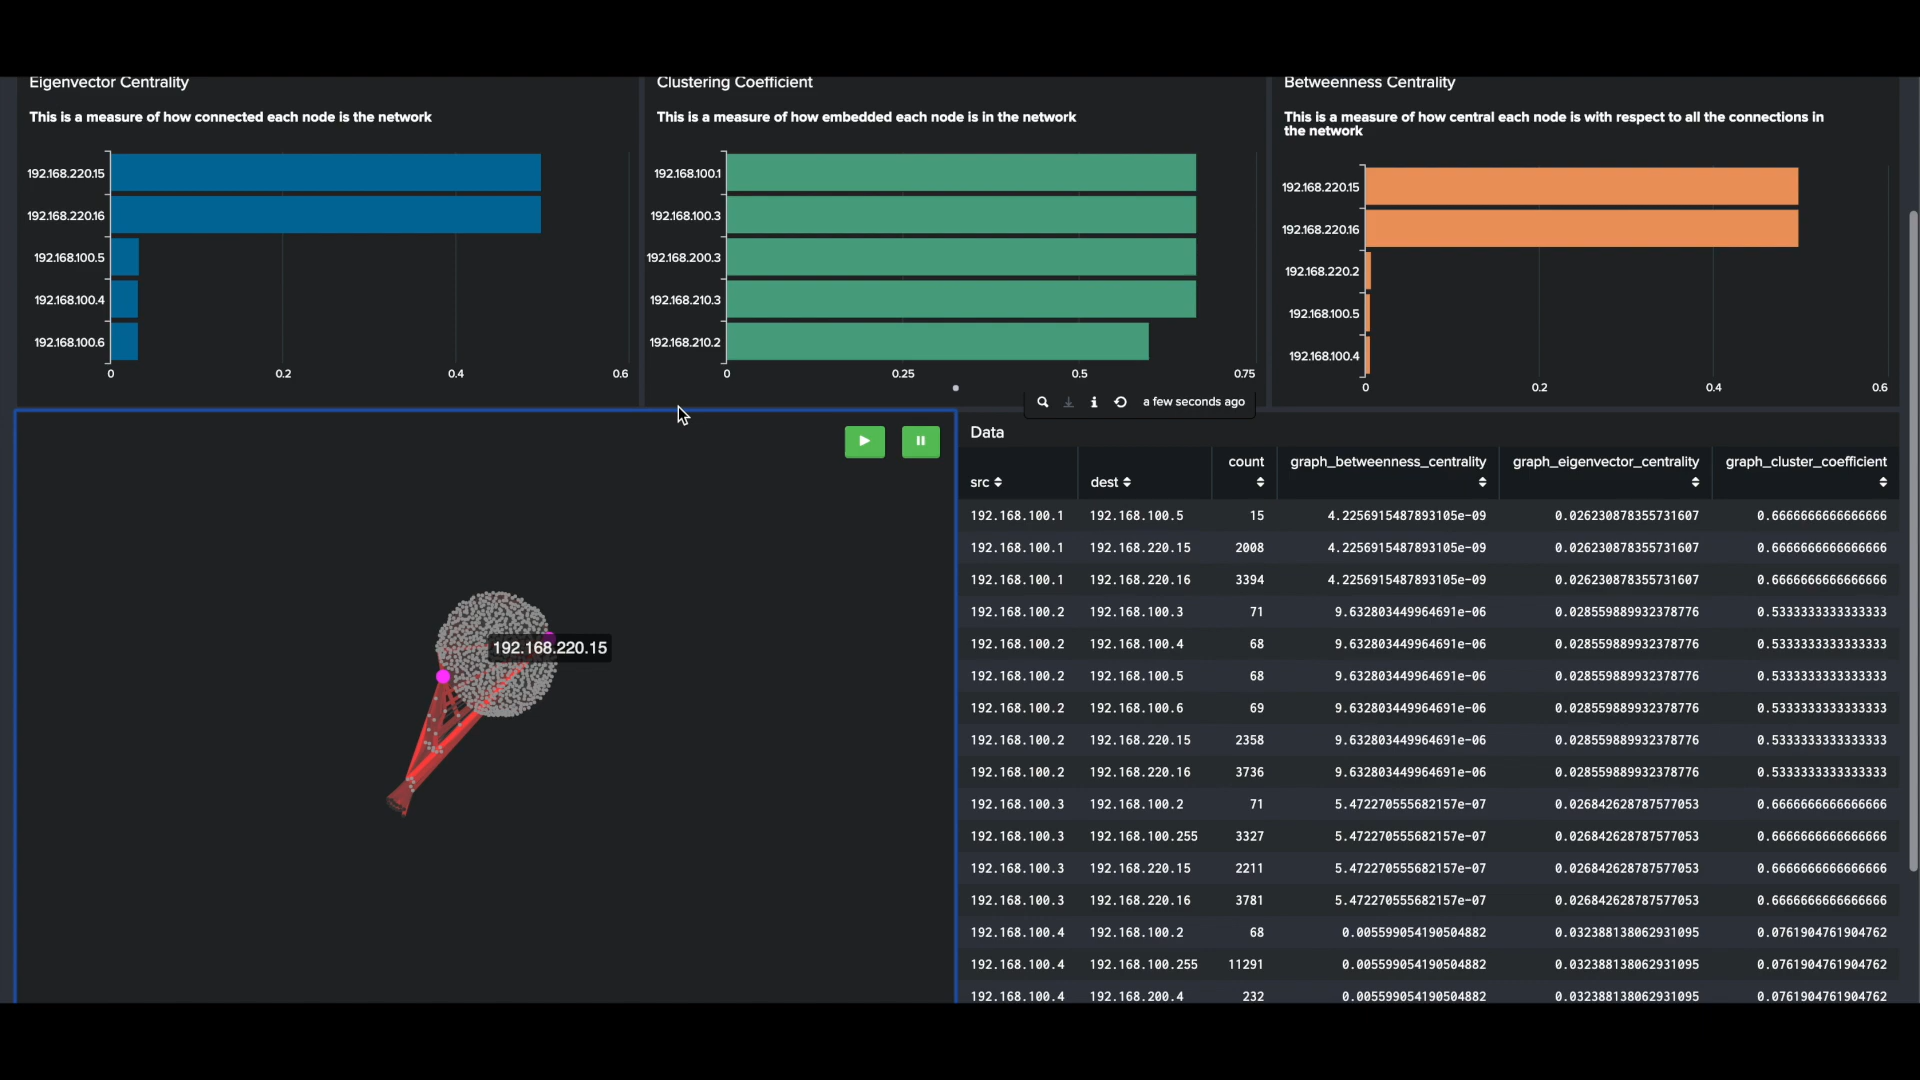 Eigenvector Centrality
This is a measure of how connected each node is the network
192.168.220.15
192.168.220.16
192.168.100.5
192.168.100.4
192.168.100.6
0 0.2 0.4 0.6
Clustering Coefficient
This is a measure of how embedded each node is in the network
192.168.100.1
192.168.100.3
192.168.200.3
192.168.210.3
192.168.210.2
0 0.25 0.5 0.75
Betweenness Centrality
This is a measure of how central each node is with respect to all the connections in
the network
192.168.220.15
192.168.220.16
192.168.220.2
192.168.100.5
192.168.100.4
0 0.2 0.4 0.6
a few seconds ago
192.168.220.15
Data
src dest count graph_betweenness_centrality graph_eigenvector_centrality graph_cluster_coefficient
192.168.100.1 192.168.100.5 15 4.2256915487893105e-09 0.026230878355731607 0.6666666666666666
192.168.100.1 192.168.220.15 2008 4.2256915487893105e-09 0.026230878355731607 0.6666666666666666
192.168.100.1 192.168.220.16 3394 4.2256915487893105e-09 0.026230878355731607 0.6666666666666666
192.168.100.2 192.168.100.3 71 9.632803449964691e-06 0.028559889932378776 0.5333333333333333
192.168.100.2 192.168.100.4 68 9.632803449964691e-06 0.028559889932378776 0.5333333333333333
192.168.100.2 192.168.100.5 68 9.632803449964691e-06 0.028559889932378776 0.5333333333333333
192.168.100.2 192.168.100.6 69 9.632803449964691e-06 0.028559889932378776 0.5333333333333333
192.168.100.2 192.168.220.15 2358 9.632803449964691e-06 0.028559889932378776 0.5333333333333333
192.168.100.2 192.168.220.16 3736 9.632803449964691e-06 0.028559889932378776 0.5333333333333333
192.168.100.3 192.168.100.2 71 5.472270555682157e-07 0.026842628787577053 0.6666666666666666
192.168.100.3 192.168.100.255 3327 5.472270555682157e-07 0.026842628787577053 0.6666666666666666
192.168.100.3 192.168.220.15 2211 5.472270555682157e-07 0.026842628787577053 0.6666666666666666
192.168.100.3 192.168.220.16 3781 5.472270555682157e-07 0.026842628787577053 0.6666666666666666
192.168.100.4 192.168.100.2 68 0.005599054190504882 0.032388138062931095 0.0761904761904762
192.168.100.4 192.168.100.255 11291 0.005599054190504882 0.032388138062931095 0.0761904761904762
192.168.100.4 192.168.200.4 232 0.005599054190504882 0.032388138062931095 0.0761904761904762